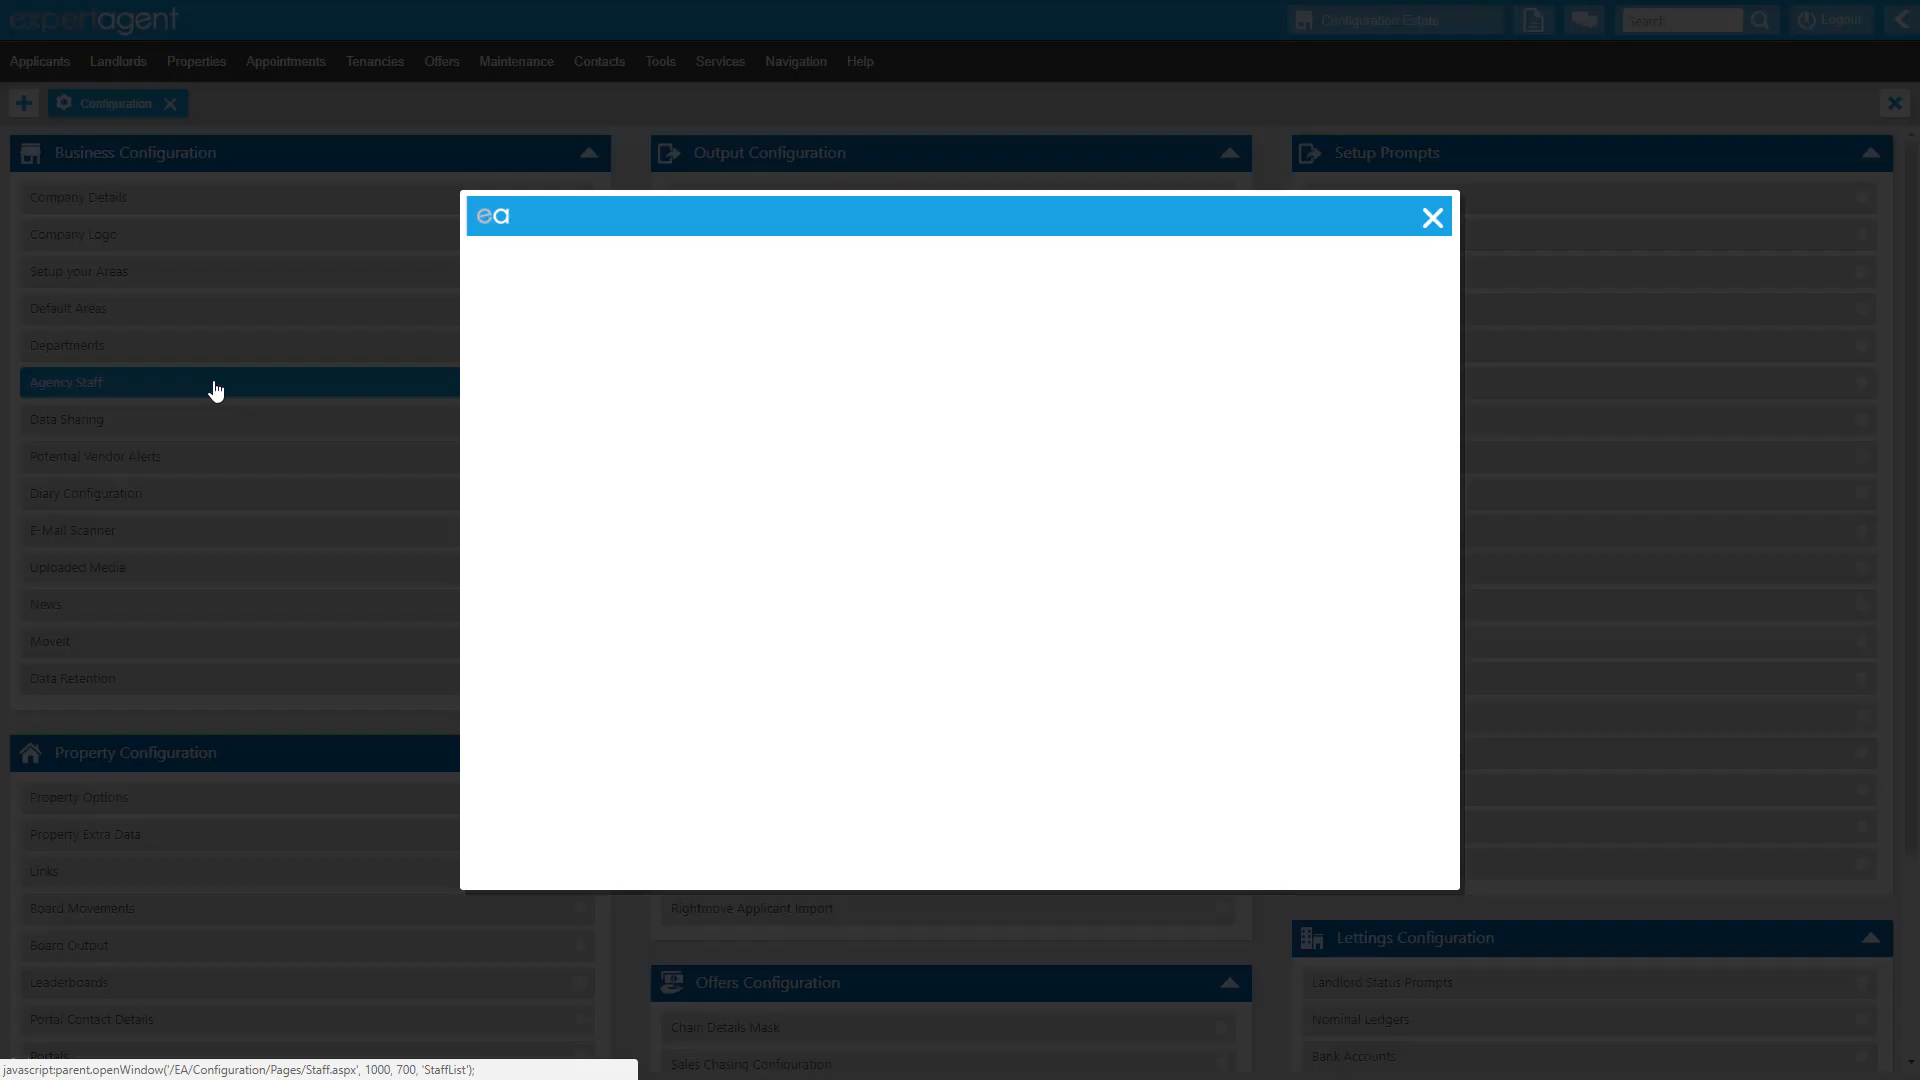 expertagent
Configuration Estate
Search
Logout
Applicants
Landlords
Properties
Appointments
Tenancies
Offers
Maintenance
Contacts
Tools
Services
Navigation
Help
Configuration
Business Configuration
Company Details
Company Logo
Setup your Areas
Default Areas
Departments
Agency Staff
Data Sharing
Potential Vendor Alerts
Diary Configuration
E-Mail Scanner
Uploaded Media
News
MoveIt
Data Retention
Property Configuration
Property Options
Property Extra Data
Links
Board Movements
Board Output
Leaderboards
Portal Contact Details
Portals
Output Configuration
ea
Rightmove Applicant Import
Offers Configuration
Chain Details Mask
Sales Chasing Configuration
Setup Prompts
Lettings Configuration
Landlord Status Prompts
Nominal Ledgers
Bank Accounts
javascript:parent.openWindow('/EA/Configuration/Pages/Staff.aspx', 1000, 700, 'StaffList');